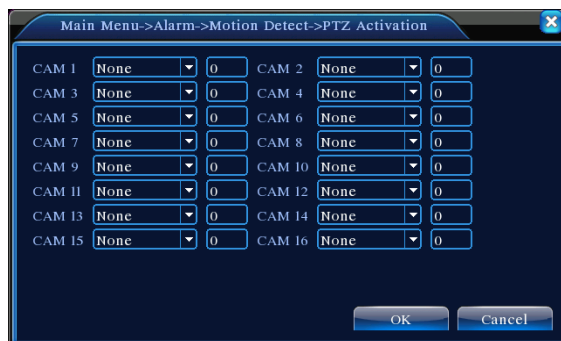 Main Menu->Alarm->Motion Detect->PTZ Activation
CAM 1 None 0 CAM 2 None 0
CAM 3 None 0 CAM 4 None 0
CAM 5 None 0 CAM 6 None 0
CAM 7 None 0 CAM 8 None 0
CAM 9 None 0 CAM 10 None 0
CAM 11 None 0 CAM 12 None 0
CAM 13 None 0 CAM 14 None 0
CAM 15 None 0 CAM 16 None 0
OK Cancel